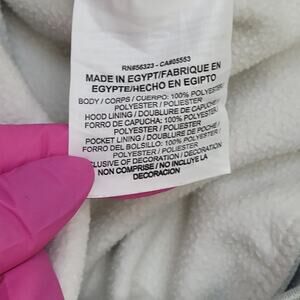 RN#56323 - CA#05553
MADE IN EGYPT/FABRIQUE EN
EGYPTE/HECHO EN EGIPTO
BODY / CORPS / CUERPO: 100% POLYESTER/
POLYESTER / POLIESTER
HOOD LINING / DOUBLURE DE CAPUCHE /
FORRO DE CAPUCHA: 100% POLYESTER/
POLYESTER / POLIESTER
POCKET LINING / DOUBLURE DE POCHE /
FORRO DEL BOLSILLO: 100% POLYESTER/
POLYESTER / POLIESTER
EXCLUSIVE OF DECORATION / DECORATION
NON COMPRISE / NO INCLUYE LA
DECORACION